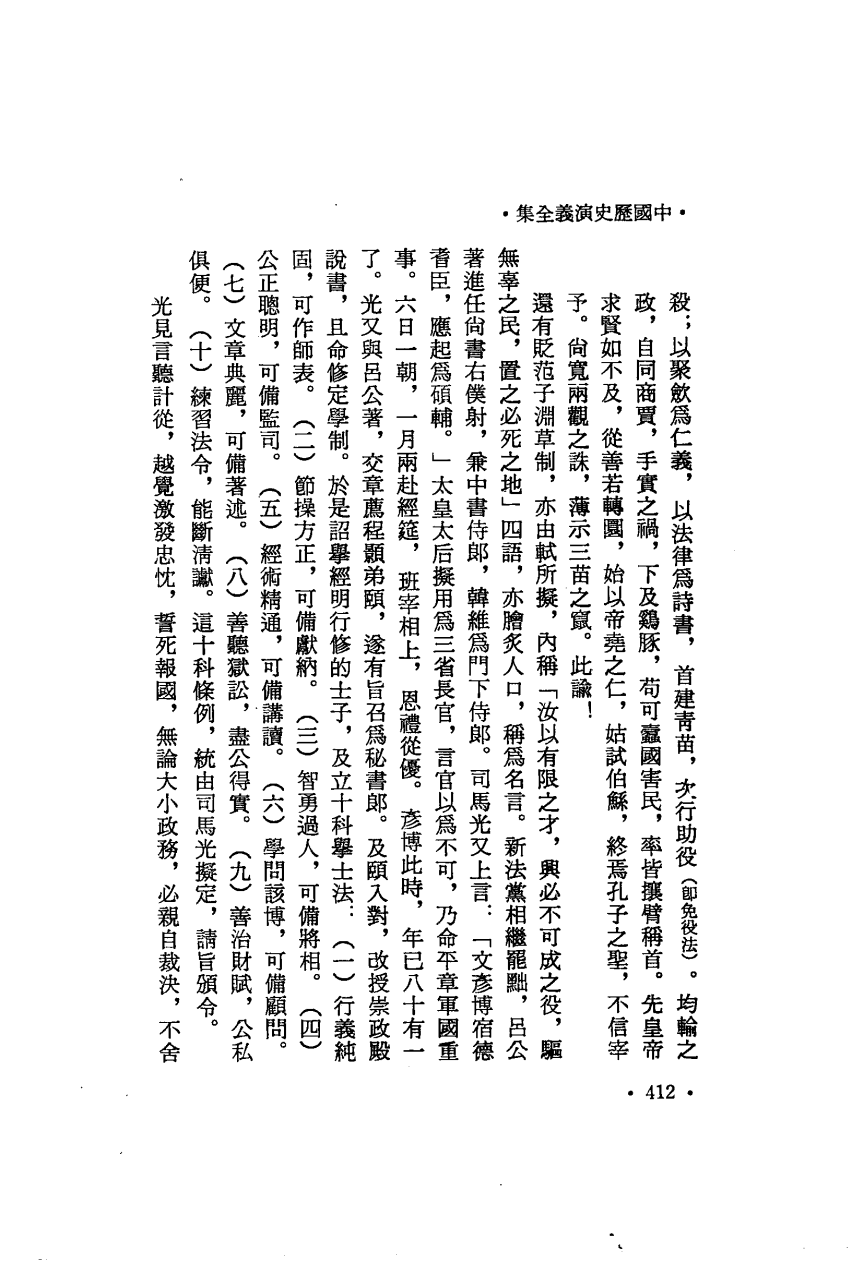 ・中國歷史演義全集・
殺；以聚歛爲仁義，以法律爲詩書，首建青苗，次行助役（卽免役法）。均輸之
政，自同商賈，手實之禍，下及鷄豚，苟可蠹國害民，率皆攘臂稱首。先皇帝
求賢如不及，從善若轉圜，始以帝堯之仁，姑試伯鯀，終焉孔子之聖，不信宰
予。尙寬兩觀之誅，薄示三苗之竄。此諭！
還有貶范子淵草制，亦由軾所擬，內稱「汝以有限之才，興必不可成之役，驅
無辜之民，置之必死之地」四語，亦膾炙人口，稱爲名言。新法黨相繼罷黜，呂公
著進任尙書右僕射，兼中書侍郞，韓維爲門下侍郞。司馬光又上言：「文彥博宿德
耆臣，應起爲碩輔。」太皇太后擬用爲三省長官，言官以爲不可，乃命平章軍國重
事。六日一朝，一月兩赴經筵，班宰相上，恩禮從優。彥博此時，年已八十有一
了。光又與呂公著，交章薦程顥弟頤，遂有旨召爲秘書郞。及頤入對，改授崇政殿
說書，且命修定學制。於是詔擧經明行修的士子，及立十科擧士法：（一）行義純
固，可作師表。（二）節操方正，可備獻納。（三）智勇過人，可備將相。（四）
公正聰明，可備監司。（五）經術精通，可備講讀。（六）學問該博，可備顧問。
（七）文章典麗，可備著述。（八）善聽獄訟，盡公得實。（九）善治財賦，公私
俱便。（十）練習法令，能斷淸讞。這十科條例，統由司馬光擬定，請旨頒令。
光見言聽計從，越覺激發忠忱，誓死報國，無論大小政務，必親自裁決，不舍
・412・